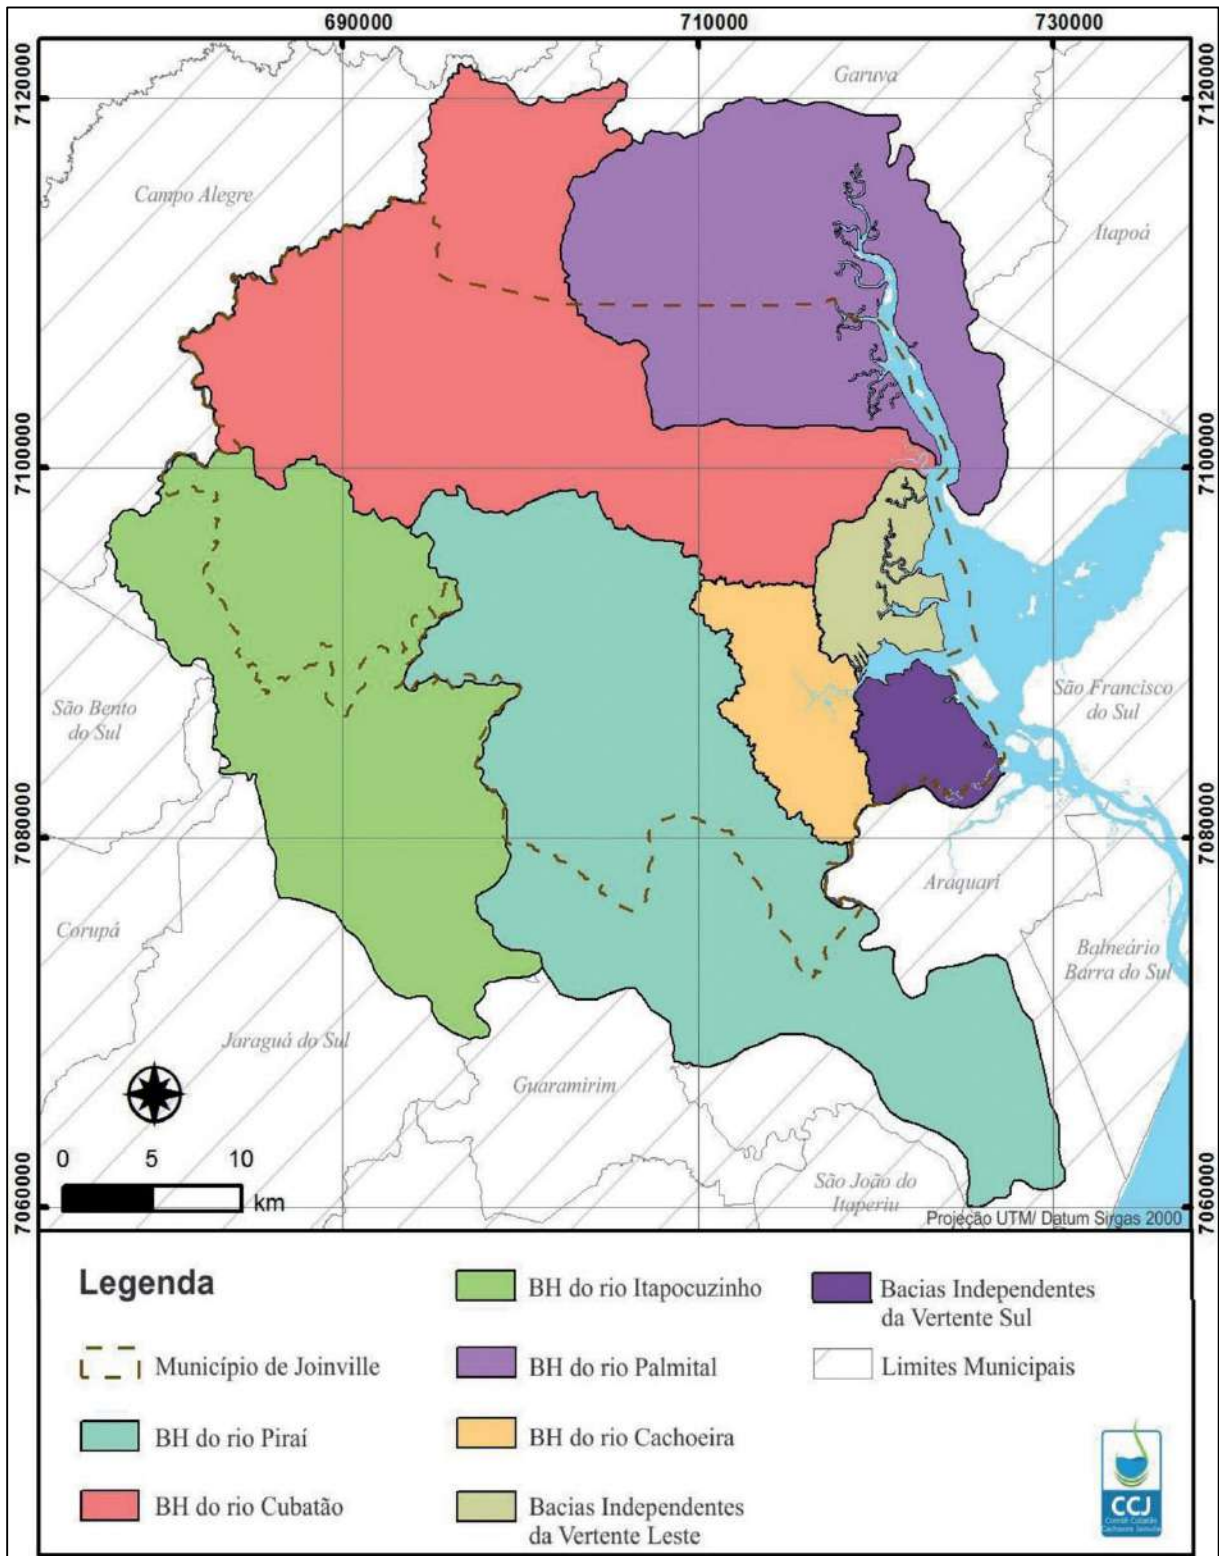 690000
710000
730000
7120000
7120000
Garuva
Campo Alegre
Itapoá
7100000
7100000
São Bento
do Sul
São Francisco
do Sul
7080000
7080000
Araquari
Corupá
Balneário
Barra do Sul
Jaraguá do Sul
Guaramirim
0 5 10
km
São João do
Itaperiu
7060000
7060000
Projeção UTM/ Datum Sirgas 2000
Legenda
Município de Joinville
BH do rio Piraí
BH do rio Cubatão
BH do rio Itapocuzinho
BH do rio Palmital
BH do rio Cachoeira
Bacias Independentes
da Vertente Leste
Bacias Independentes
da Vertente Sul
Limites Municipais
CCJ
Comitê Cubatão
Cachoeira Joinville